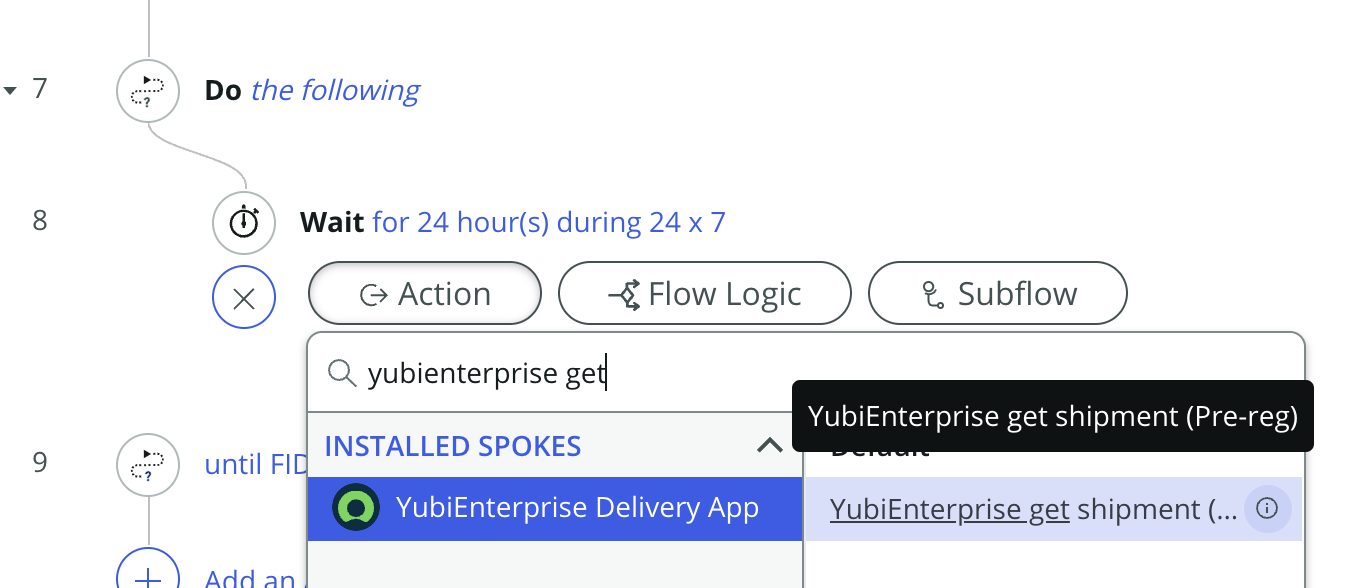 7
Do the following
8
Wait for 24 hour(s) during 24 x 7
Action
Flow Logic
Subflow
yubienterprise get
YubiEnterprise get shipment (Pre-reg)
INSTALLED SPOKES
Default
YubiEnterprise Delivery App
YubiEnterprise get shipment (...
9
until FID
Add an